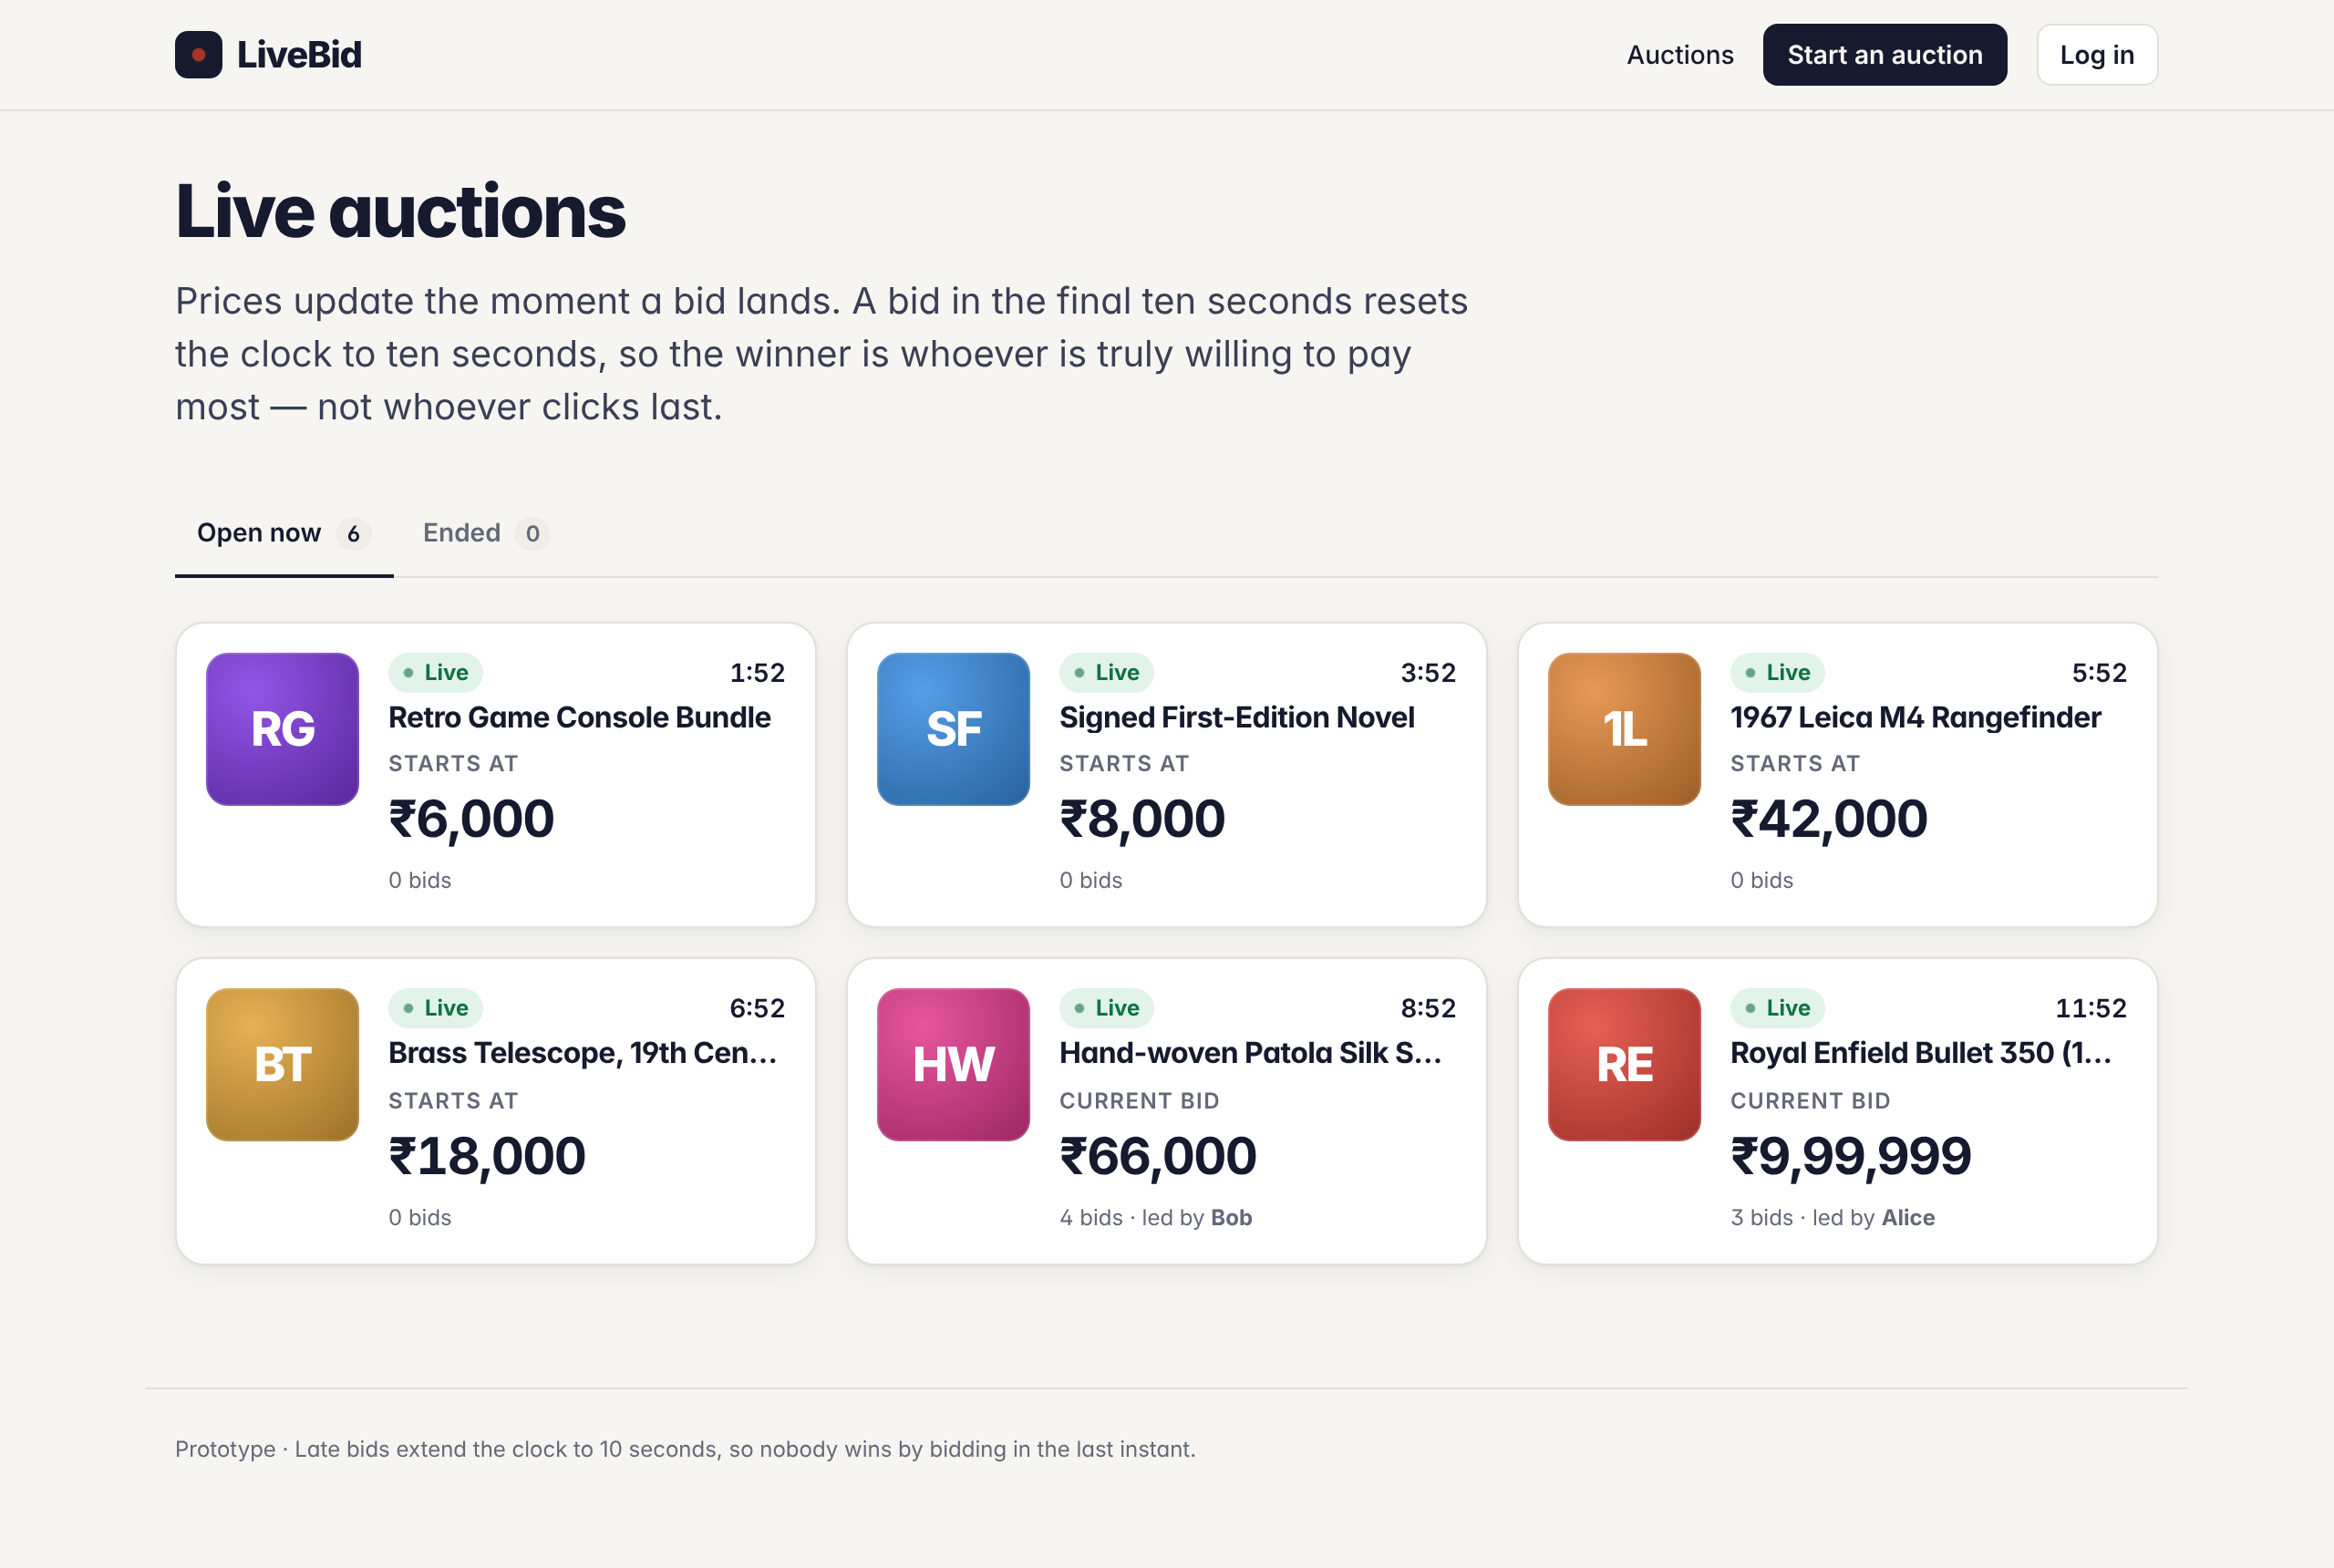 LiveBid
Auctions
Start an auction
Log in
Live auctions
Prices update the moment a bid lands. A bid in the final ten seconds resets
the clock to ten seconds, so the winner is whoever is truly willing to pay
most — not whoever clicks last.
Open now 6
Ended 0
RG
Live 1:52
Retro Game Console Bundle
STARTS AT
₹6,000
0 bids
SF
Live 3:52
Signed First-Edition Novel
STARTS AT
₹8,000
0 bids
1L
Live 5:52
1967 Leica M4 Rangefinder
STARTS AT
₹42,000
0 bids
BT
Live 6:52
Brass Telescope, 19th Cen...
STARTS AT
₹18,000
0 bids
HW
Live 8:52
Hand-woven Patola Silk S...
CURRENT BID
₹66,000
4 bids · led by Bob
RE
Live 11:52
Royal Enfield Bullet 350 (1...
CURRENT BID
₹9,99,999
3 bids · led by Alice
Prototype · Late bids extend the clock to 10 seconds, so nobody wins by bidding in the last instant.